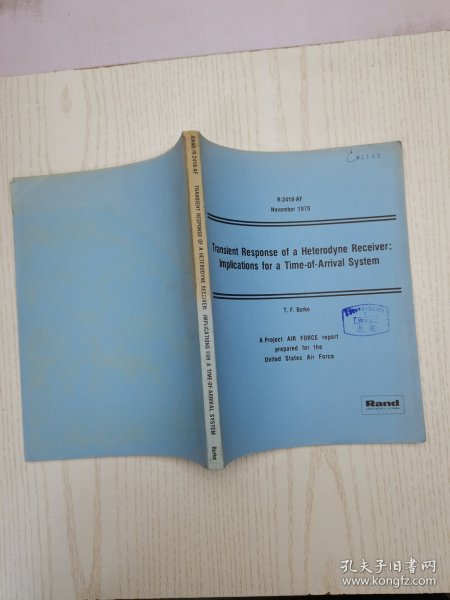 R-2418-AF
November 1979
Transient Response of a Heterodyne Receiver:
Implications for a Time-of-Arrival System
T. F. Burke
A Project AIR FORCE report
prepared for the
United States Air Force
Rand
RAND/R-2418-AF TRANSIENT RESPONSE OF A HETERODYNE RECEIVER: IMPLICATIONS FOR A TIME-OF-ARRIVAL SYSTEM Burke
孔夫子旧书网
www.kongfz.com